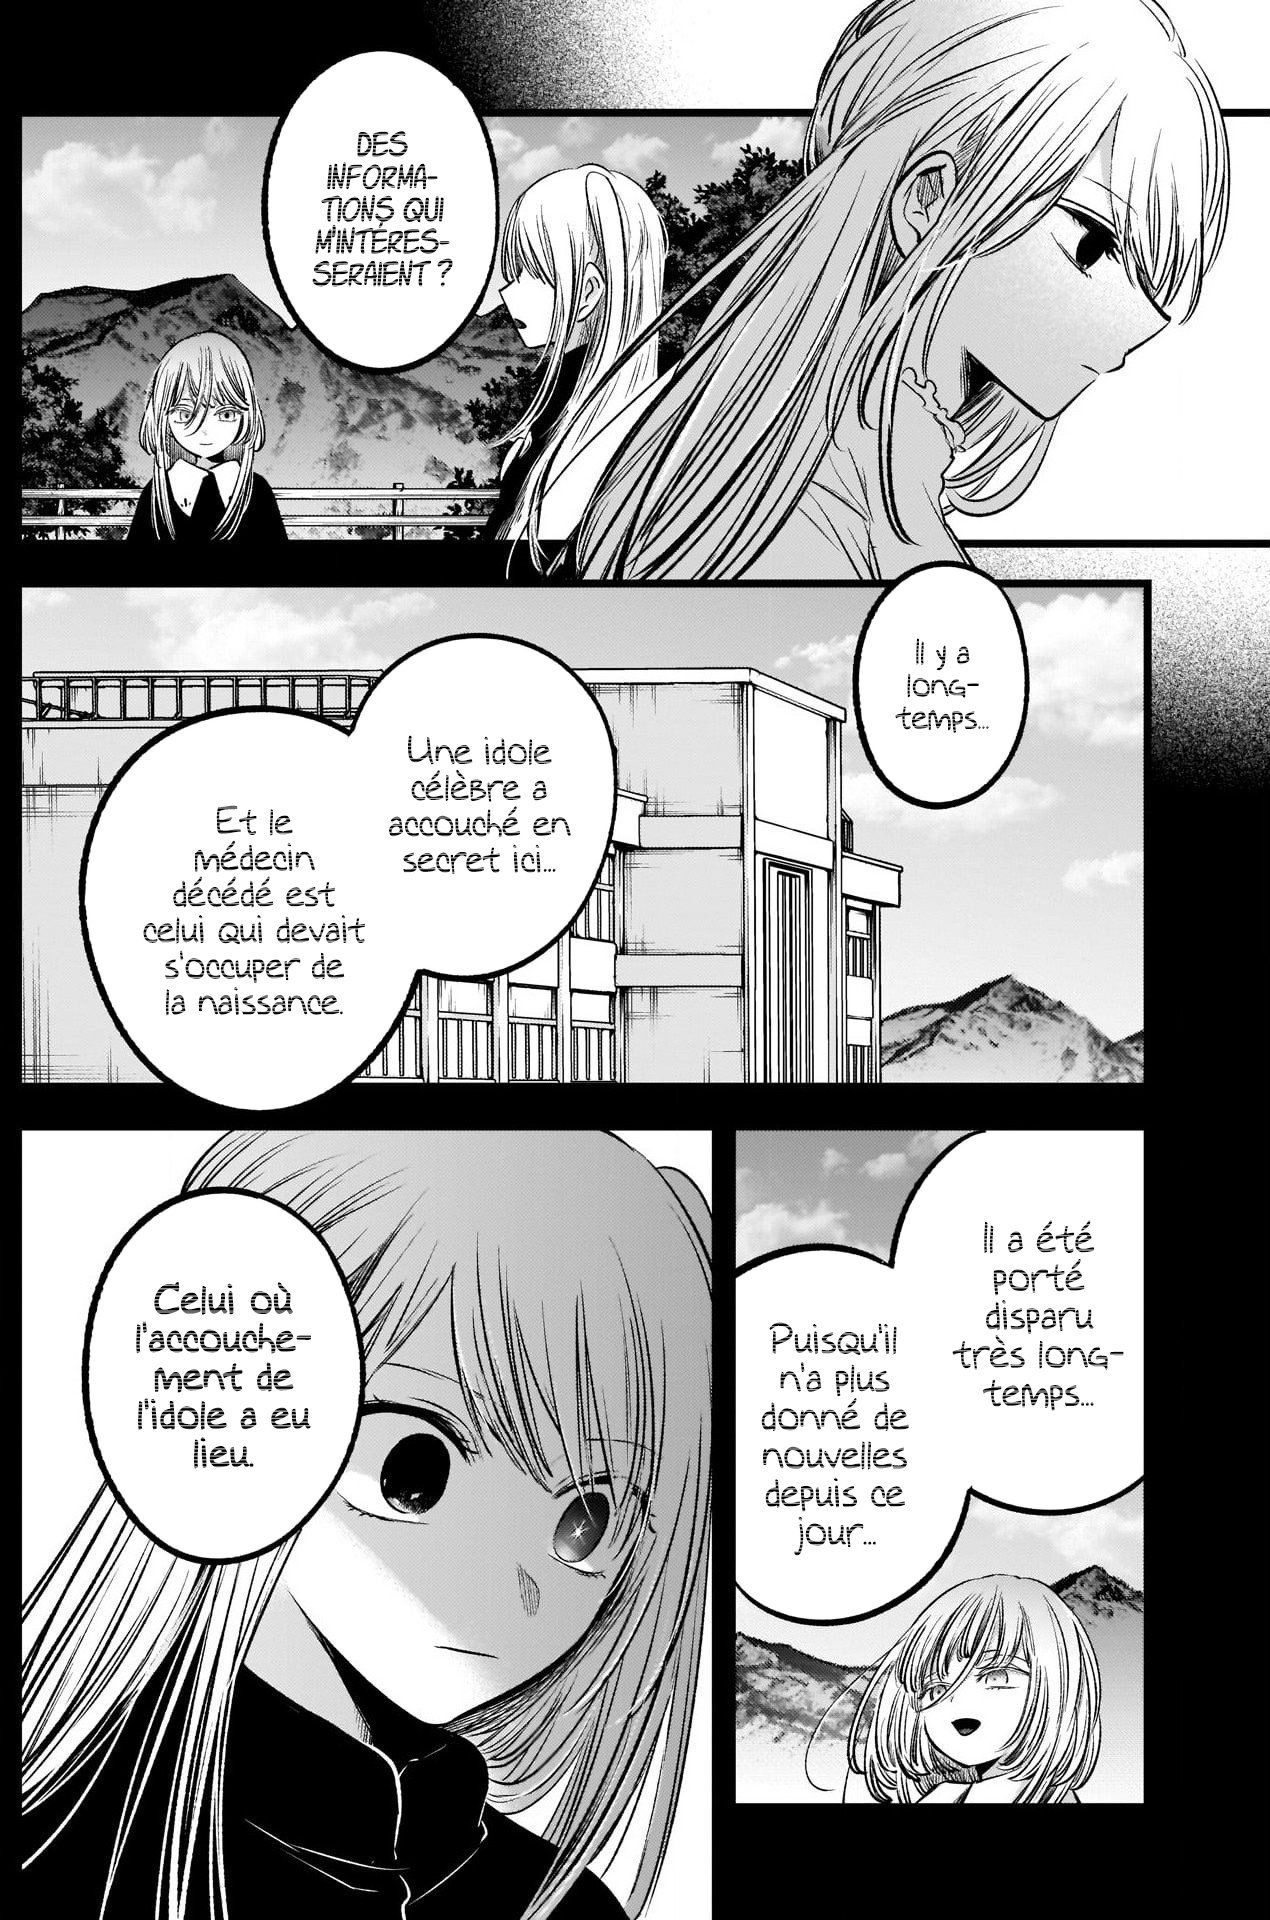 DES
INFORMA-
TIONS QUI
M'INTÉRES-
SERAIENT ?
Il y a
long-
temps...
Une idole
célèbre a
accouché en
secret ici...
Et le
médecin
décédé est
celui qui devait
s'occuper de
la naissance.
Il a été
porté
disparu
très long-
temps...
Puisqu'il
n'a plus
donné de
nouvelles
depuis ce
jour...
Celui où
l'accouche-
ment de
l'idole a eu
lieu.